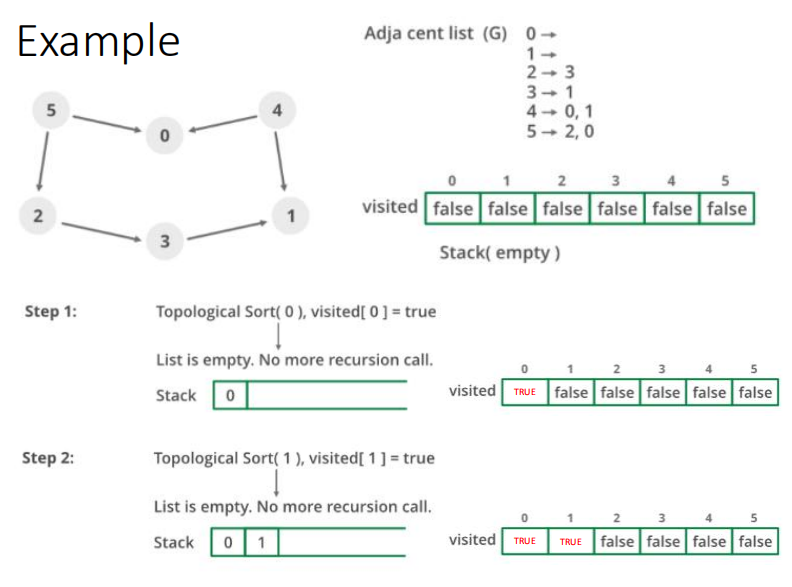 Example
Adja cent list (G) 0 →
1 →
2 → 3
3 → 1
4 → 0, 1
5 → 2, 0
5
4
0
2
1
3
0 1 2 3 4 5
visited false false false false false false
Stack( empty )
Step 1:
Topological Sort( 0 ), visited[ 0 ] = true
List is empty. No more recursion call.
Stack 0
0 1 2 3 4 5
visited TRUE false false false false false
Step 2:
Topological Sort( 1 ), visited[ 1 ] = true
List is empty. No more recursion call.
Stack 0 1
0 1 2 3 4 5
visited TRUE TRUE false false false false